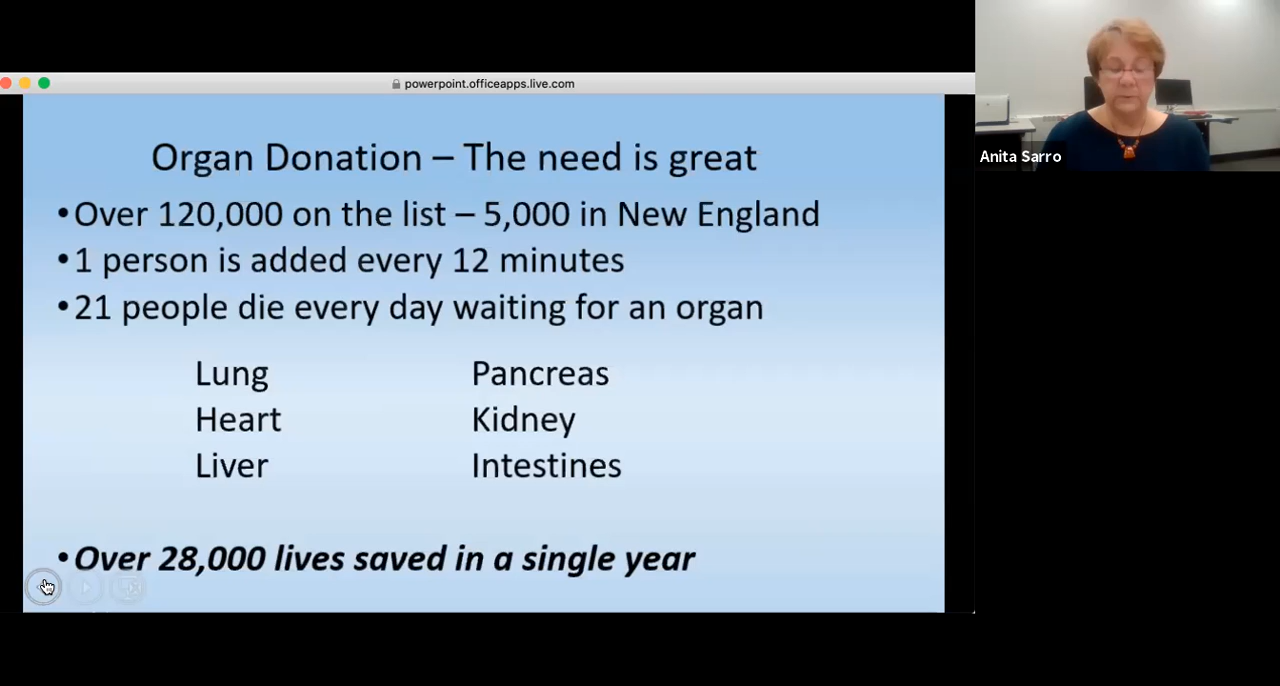 powerpoint.officeapps.live.com
Organ Donation – The need is great
•Over 120,000 on the list – 5,000 in New England
•1 person is added every 12 minutes
•21 people die every day waiting for an organ
Lung Pancreas
Heart Kidney
Liver Intestines
•Over 28,000 lives saved in a single year
Anita Sarro